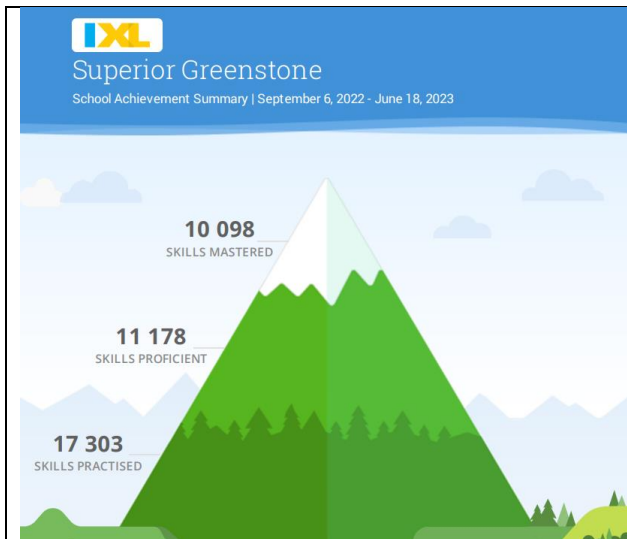 IXL
Superior Greenstone
School Achievement Summary | September 6, 2022 - June 18, 2023
10 098
SKILLS MASTERED
11 178
SKILLS PROFICIENT
17 303
SKILLS PRACTISED